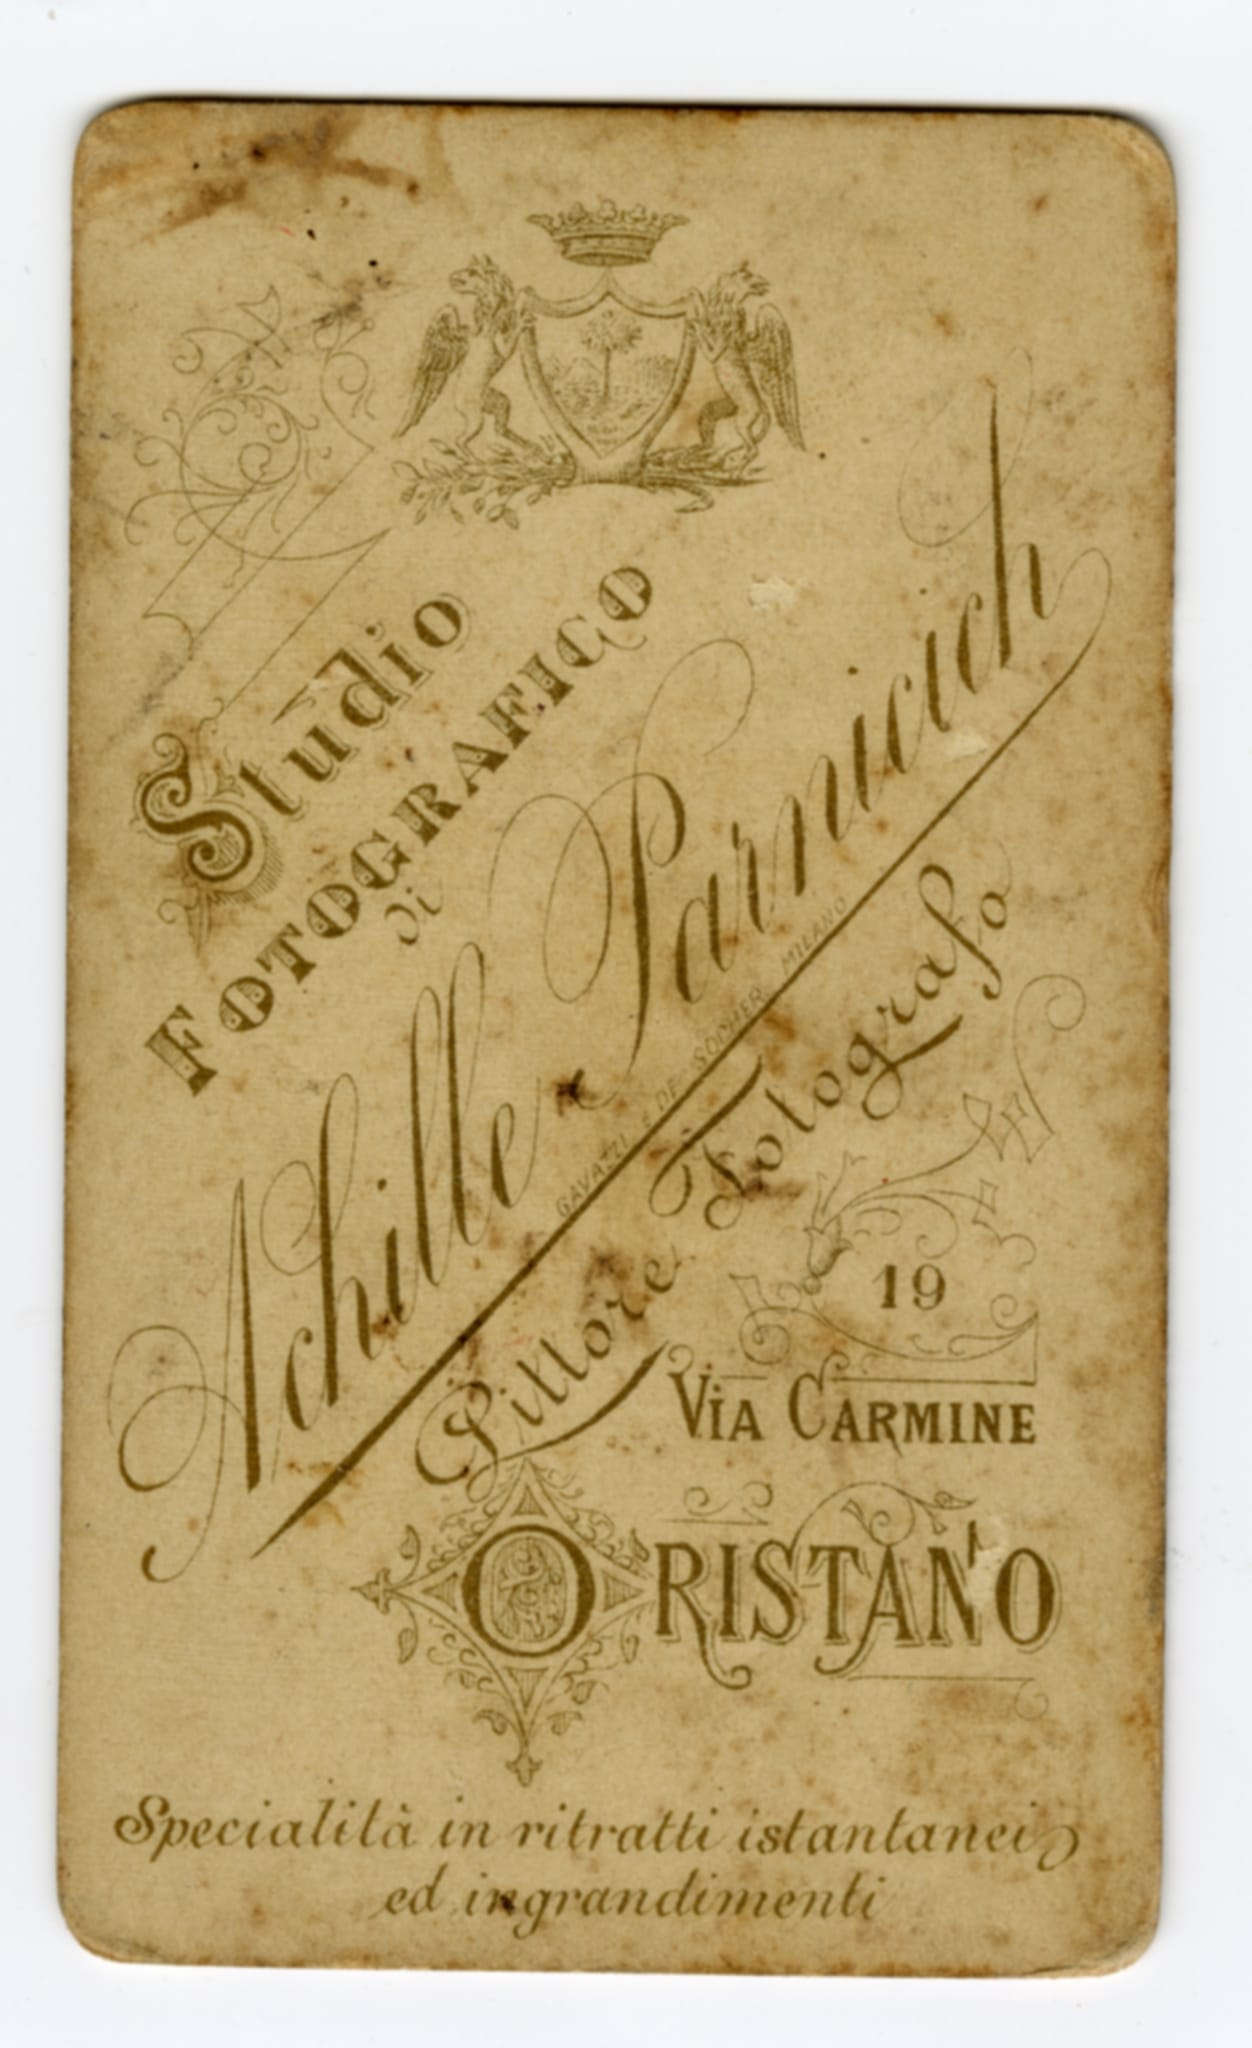 Studio
FOTOGRAFICO
di
Achille Parnicich
GAVAZZI & DE SOCHER MILANO
Pittore Fotografo
19
VIA CARMINE
ORISTANO
Specialità in ritratti istantanei
ed ingrandimenti